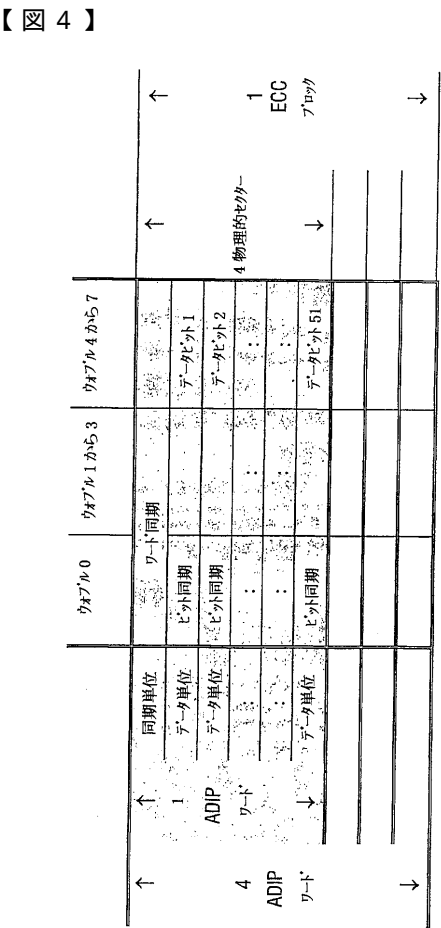 【図4】
ウォブル 0
ウォブル 1 から 3
ウォブル 4 から 7
同期単位
ワード同期
データ単位
ビット同期
データビット 1
データ単位
ビット同期
データビット 2
:
:
:
:
:
:
:
:
データ単位
ビット同期
データビット 51
↑
1
ADIP
ワード
↓
↑
4
ADIP
ワード
↓
↑
4 物理的セクター
↓
↑
1
ECC
ブロック
↓